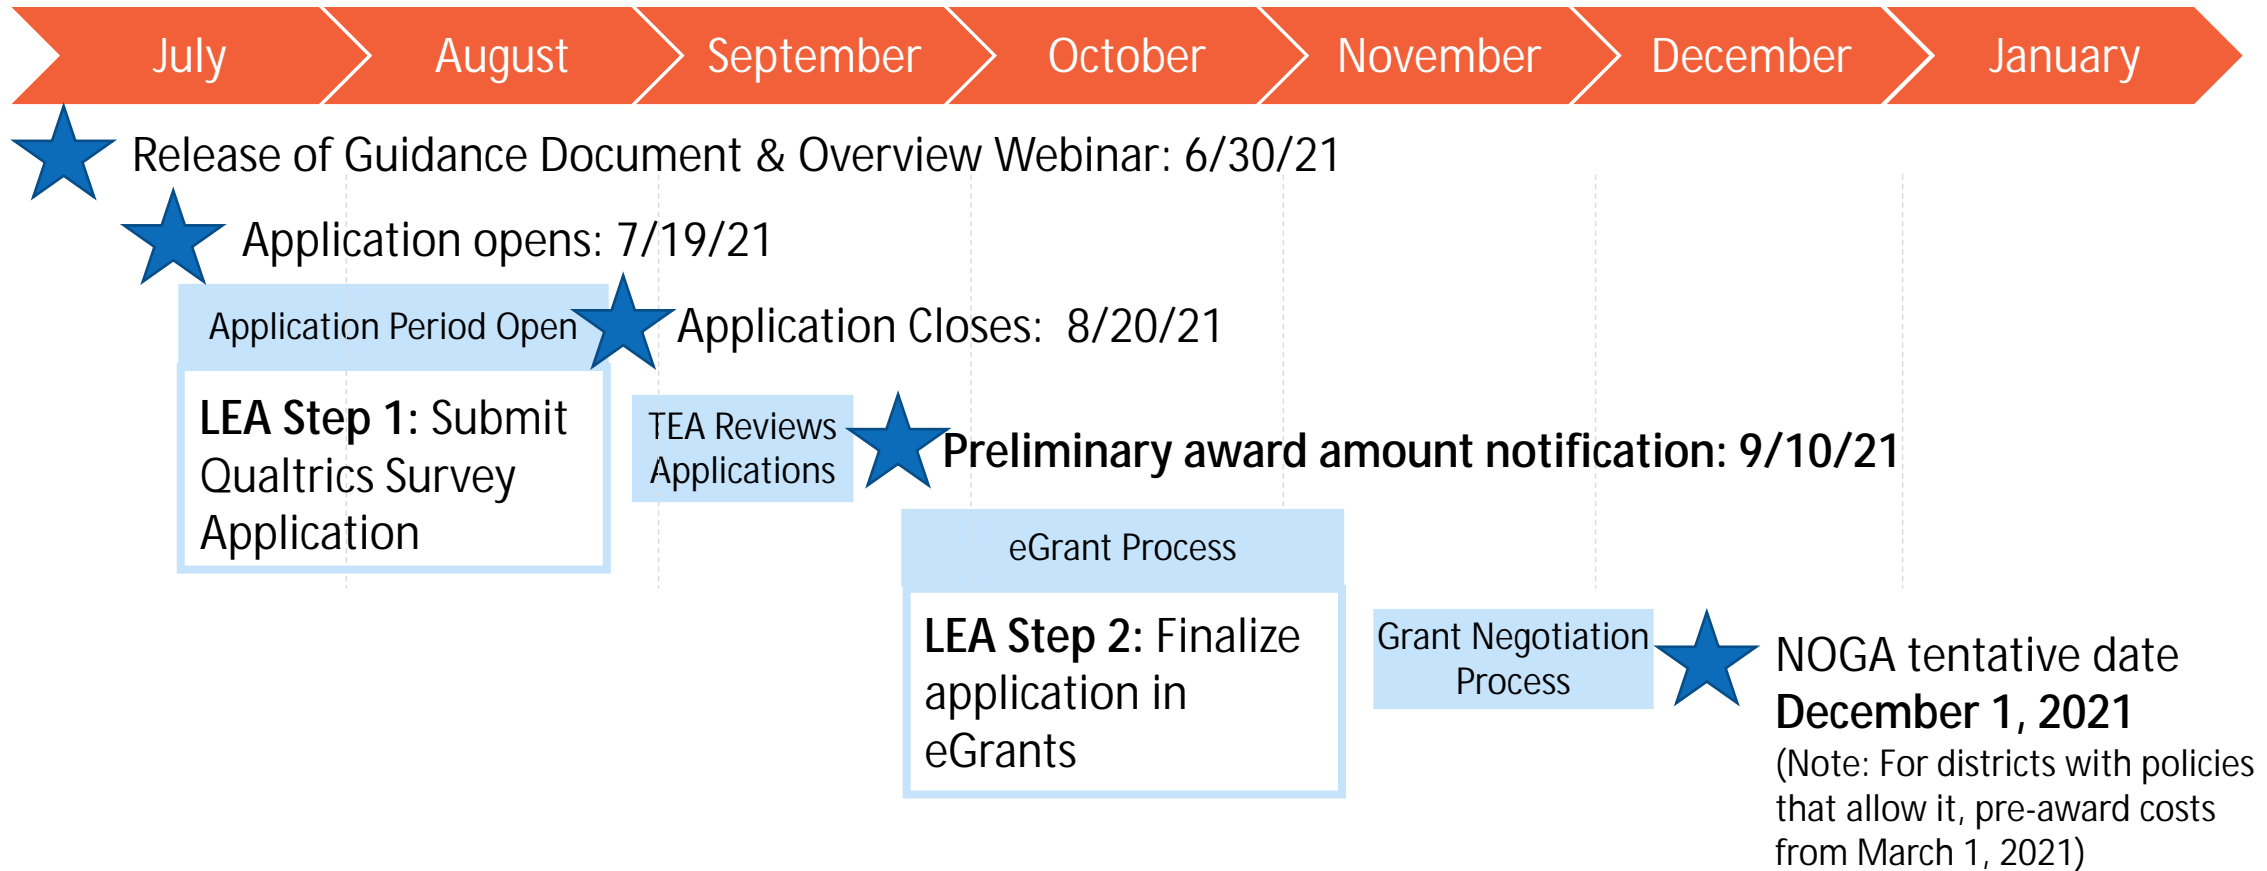 July August September October November December January
Release of Guidance Document & Overview Webinar: 6/30/21
Application opens: 7/19/21
Application Period Open
Application Closes: 8/20/21
LEA Step 1: Submit
Qualtrics Survey
Application
TEA Reviews
Applications
Preliminary award amount notification: 9/10/21
eGrant Process
LEA Step 2: Finalize
application in
eGrants
Grant Negotiation
Process
NOGA tentative date
December 1, 2021
(Note: For districts with policies
that allow it, pre-award costs
from March 1, 2021)